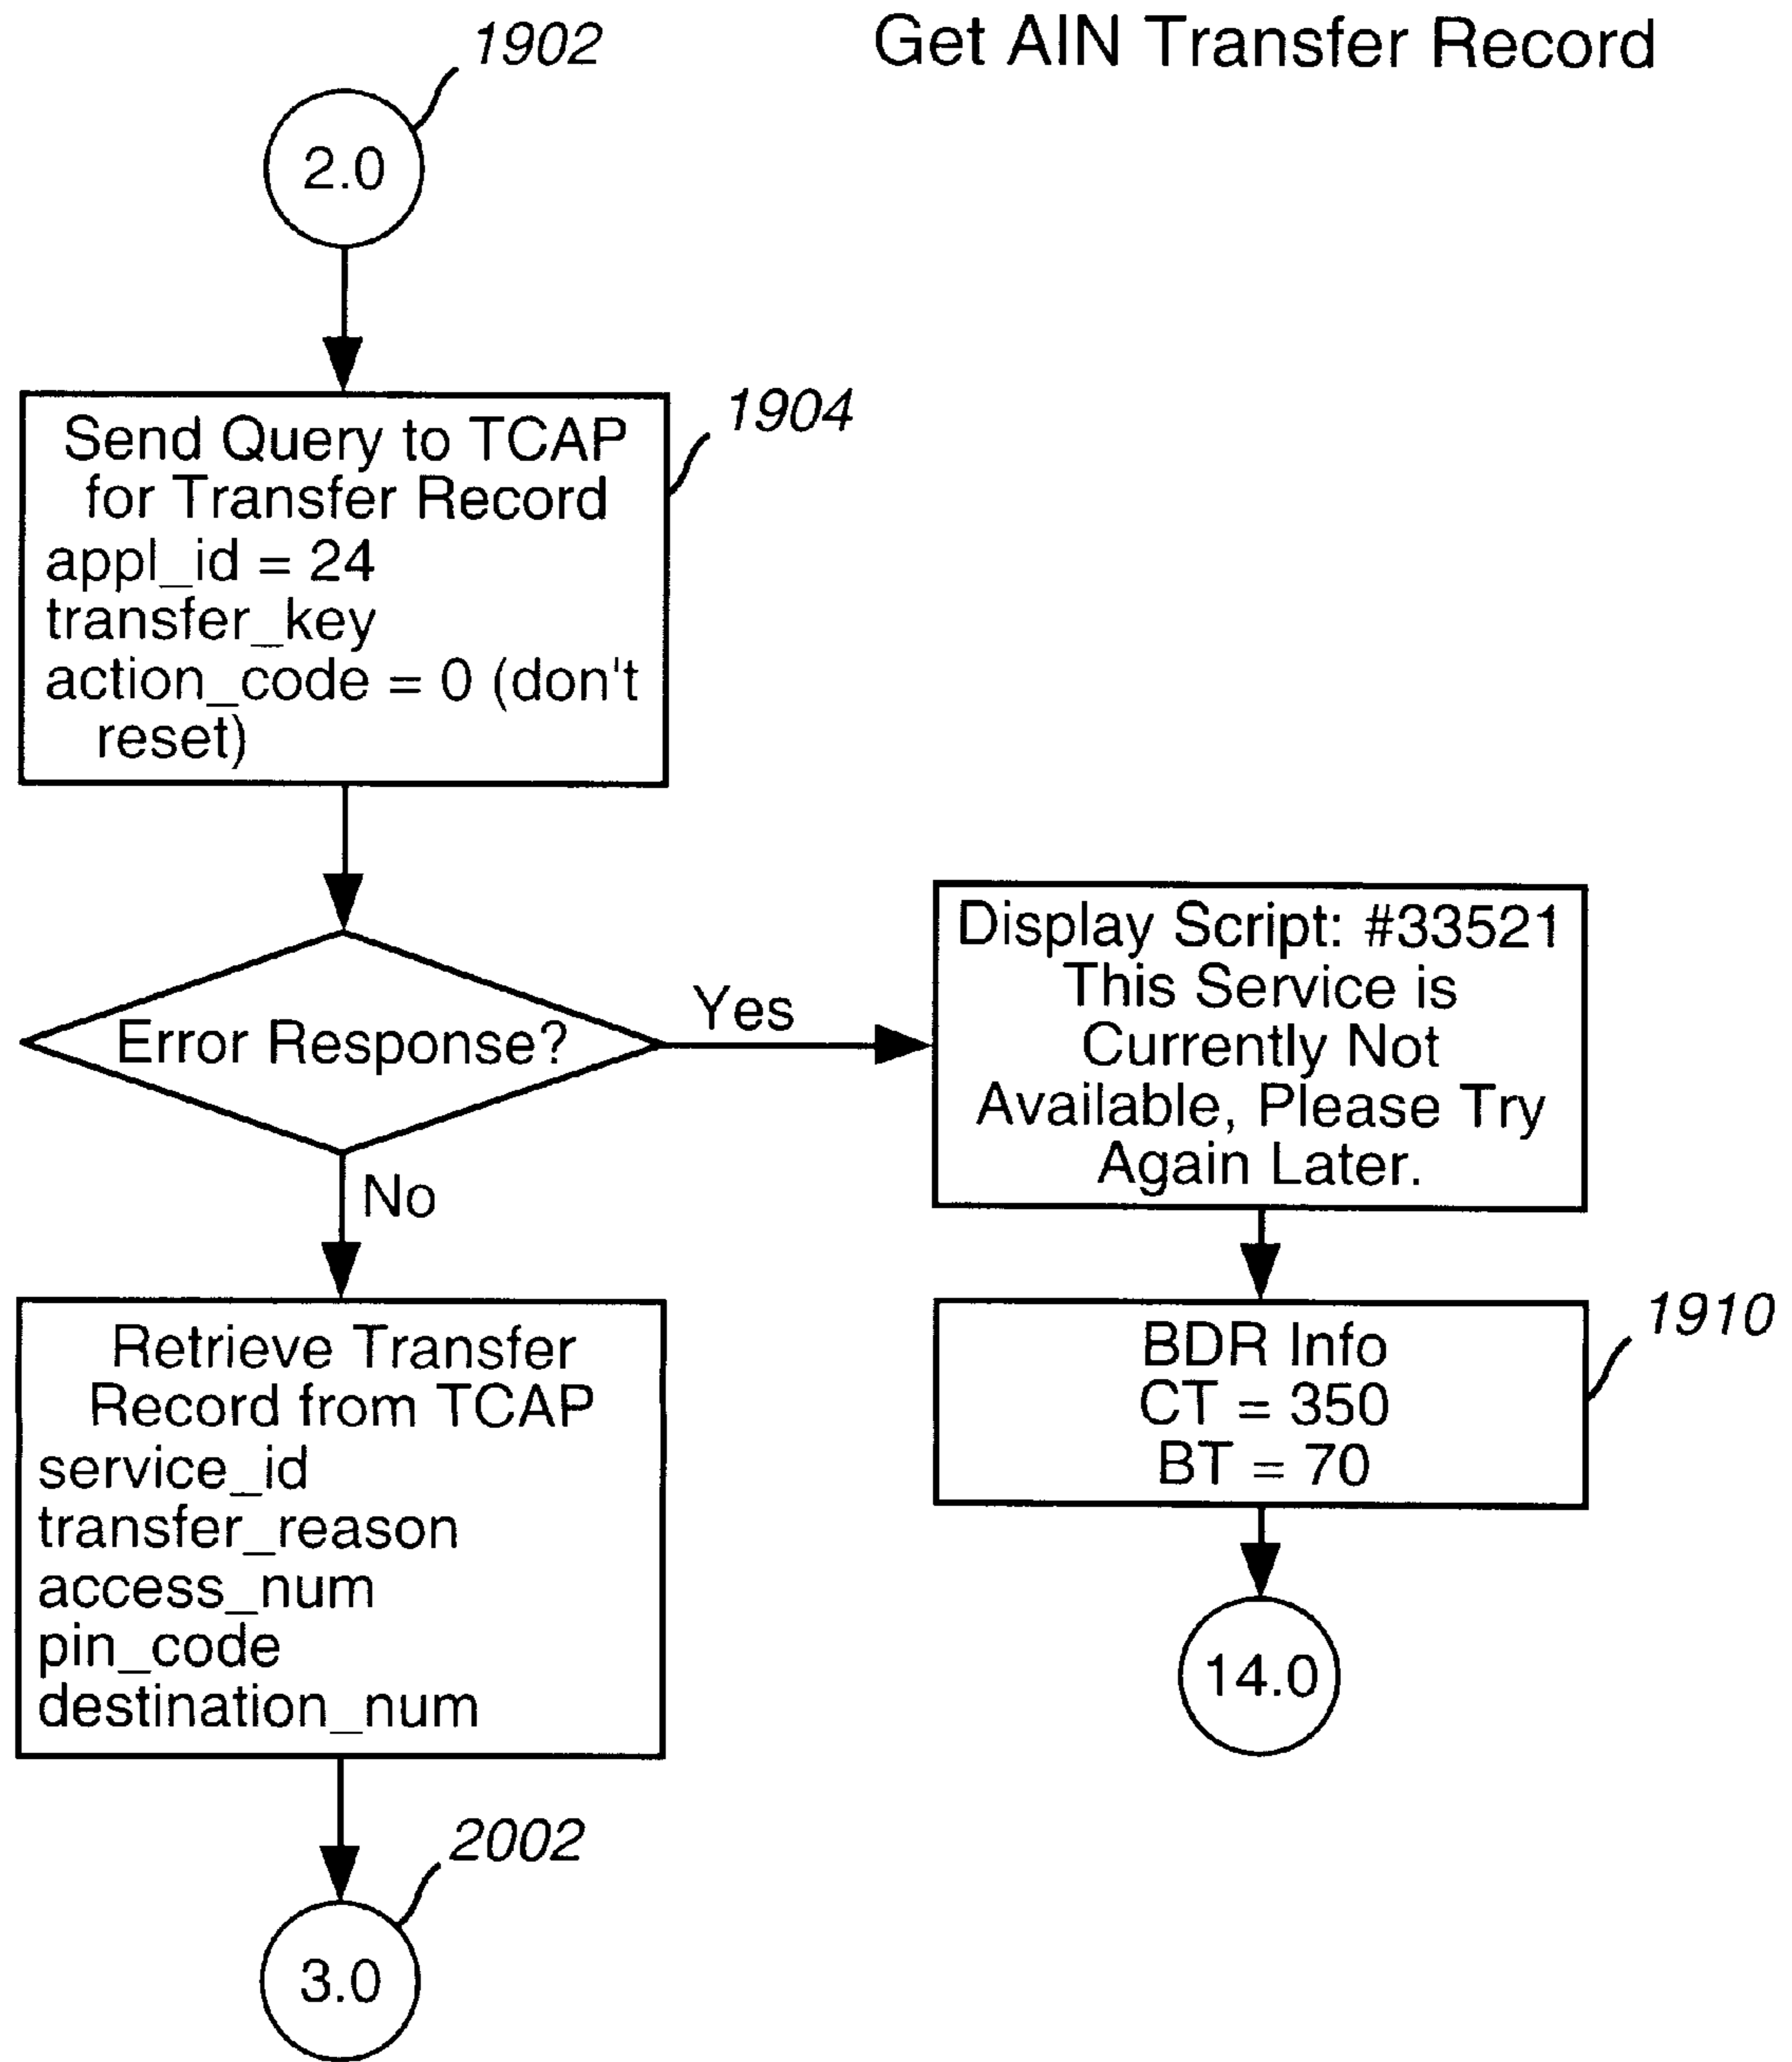 Get AIN Transfer Record
1902
2.0
1904
Send Query to TCAP
for Transfer Record
appl_id = 24
transfer_key
action_code = 0 (don't
reset)
Error Response?
Yes
No
Display Script: #33521
This Service is
Currently Not
Available, Please Try
Again Later.
1910
BDR Info
CT = 350
BT = 70
14.0
Retrieve Transfer
Record from TCAP
service_id
transfer_reason
access_num
pin_code
destination_num
2002
3.0